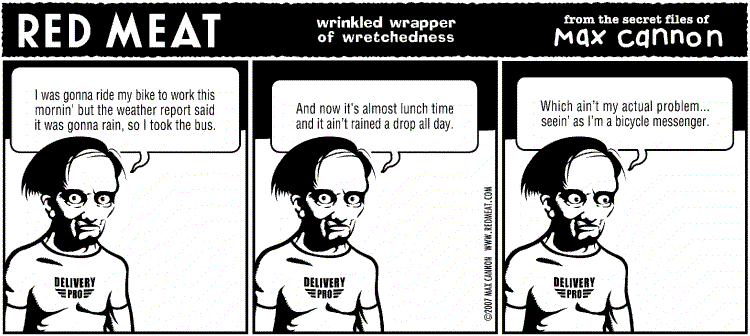 RED MEAT
wrinkled wrapper
of wretchedness
from the secret files of
Max Cannon
I was gonna ride my bike to work this
mornin' but the weather report said
it was gonna rain, so I took the bus.
DELIVERY
PRO
And now it's almost lunch time
and it ain't rained a drop all day.
DELIVERY
PRO
©2007 MAX CANNON WWW.REDMEAT.COM
Which ain't my actual problem...
seein' as I'm a bicycle messenger.
DELIVERY
PRO